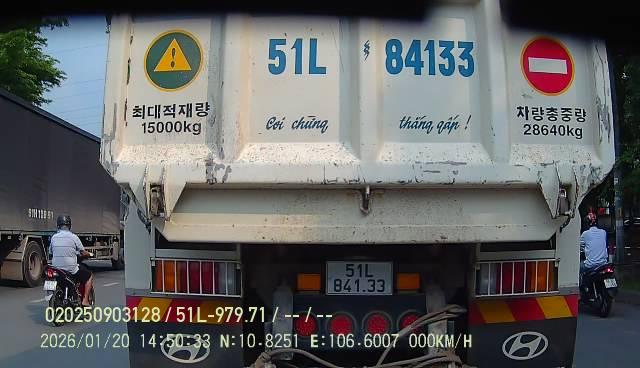 51L § 84133
최대적재량
15000kg
차량총중량
28640kg
Coi chừng thắng gấp !
51L
841.33
020250903128 / 51L-979.71 / -- / --
2026/01/20 14:50:33 N:10.8251 E:106.6007 000KM/H